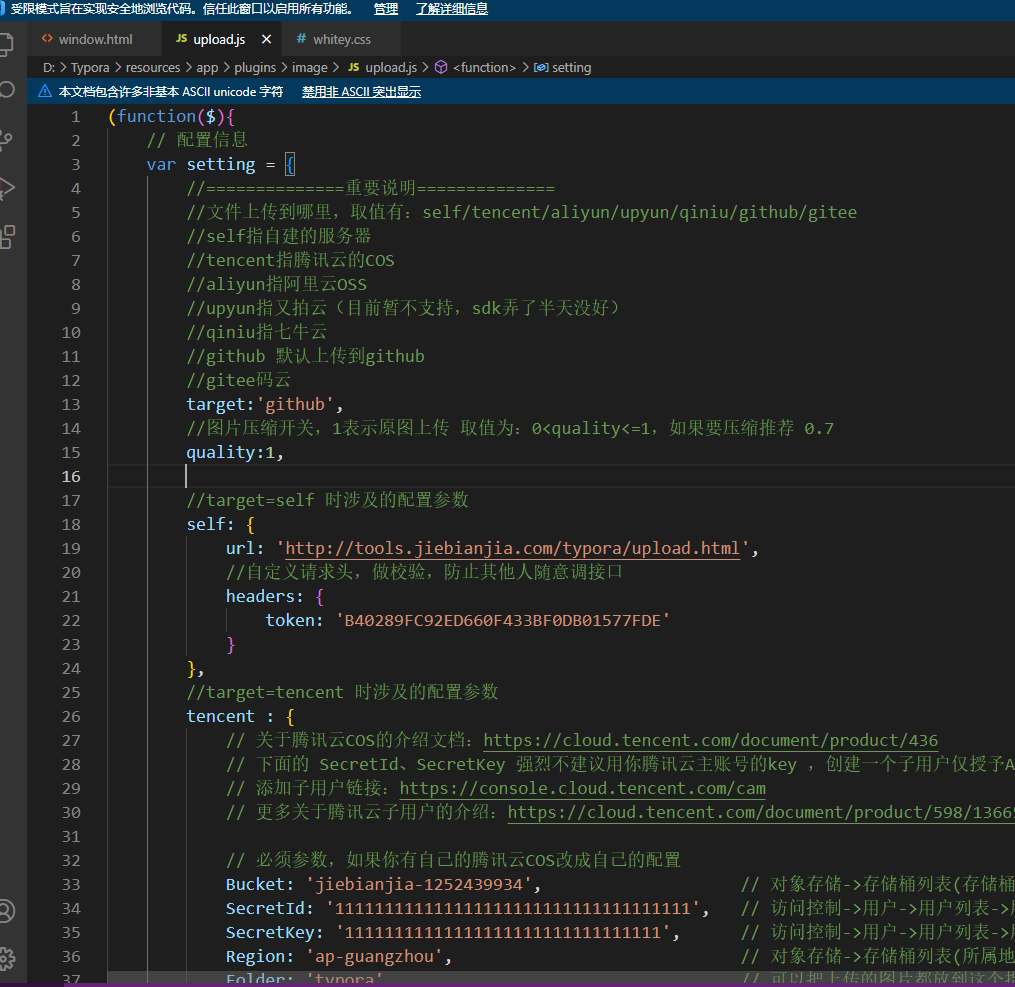 受限模式旨在实现安全地浏览代码。信任此窗口以启用所有功能。 管理 了解详细信息
window.html JS upload.js # whitey.css
D: > Typora > resources > app > plugins > image > JS upload.js > <function> > setting
本文档包含许多非基本 ASCII unicode 字符 禁用非 ASCII 突出显示
1 (function($){
2 // 配置信息
3 var setting = {
4 //==============重要说明==============
5 //文件上传到哪里，取值有：self/tencent/aliyun/upyun/qiniu/github/gitee
6 //self指自建的服务器
7 //tencent指腾讯云的COS
8 //aliyun指阿里云OSS
9 //upyun指又拍云（目前暂不支持，sdk弄了半天没好）
10 //qiniu指七牛云
11 //github 默认上传到github
12 //gitee码云
13 target:'github',
14 //图片压缩开关，1表示原图上传 取值为：0<quality<=1，如果要压缩推荐 0.7
15 quality:1,
16
17 //target=self 时涉及的配置参数
18 self: {
19 url: 'http://tools.jiebianjia.com/typora/upload.html',
20 //自定义请求头，做校验，防止其他人随意调接口
21 headers: {
22 token: 'B40289FC92ED660F433BF0DB01577FDE'
23 }
24 },
25 //target=tencent 时涉及的配置参数
26 tencent : {
27 // 关于腾讯云COS的介绍文档：https://cloud.tencent.com/document/product/436
28 // 下面的 SecretId、SecretKey 强烈不建议用你腾讯云主账号的key ，创建一个子用户仅授予A
29 // 添加子用户链接：https://console.cloud.tencent.com/cam
30 // 更多关于腾讯云子用户的介绍：https://cloud.tencent.com/document/product/598/13665
31
32 // 必须参数，如果你有自己的腾讯云COS改成自己的配置
33 Bucket: 'jiebianjia-1252439934', // 对象存储->存储桶列表(存储桶
34 SecretId: '111111111111111111111111111111111111', // 访问控制->用户->用户列表->用
35 SecretKey: '11111111111111111111111111111111', // 访问控制->用户->用户列表->用
36 Region: 'ap-guangzhou', // 对象存储->存储桶列表(所属地
37 Folder: 'typora' // 可以把上传的图片都放到这个指